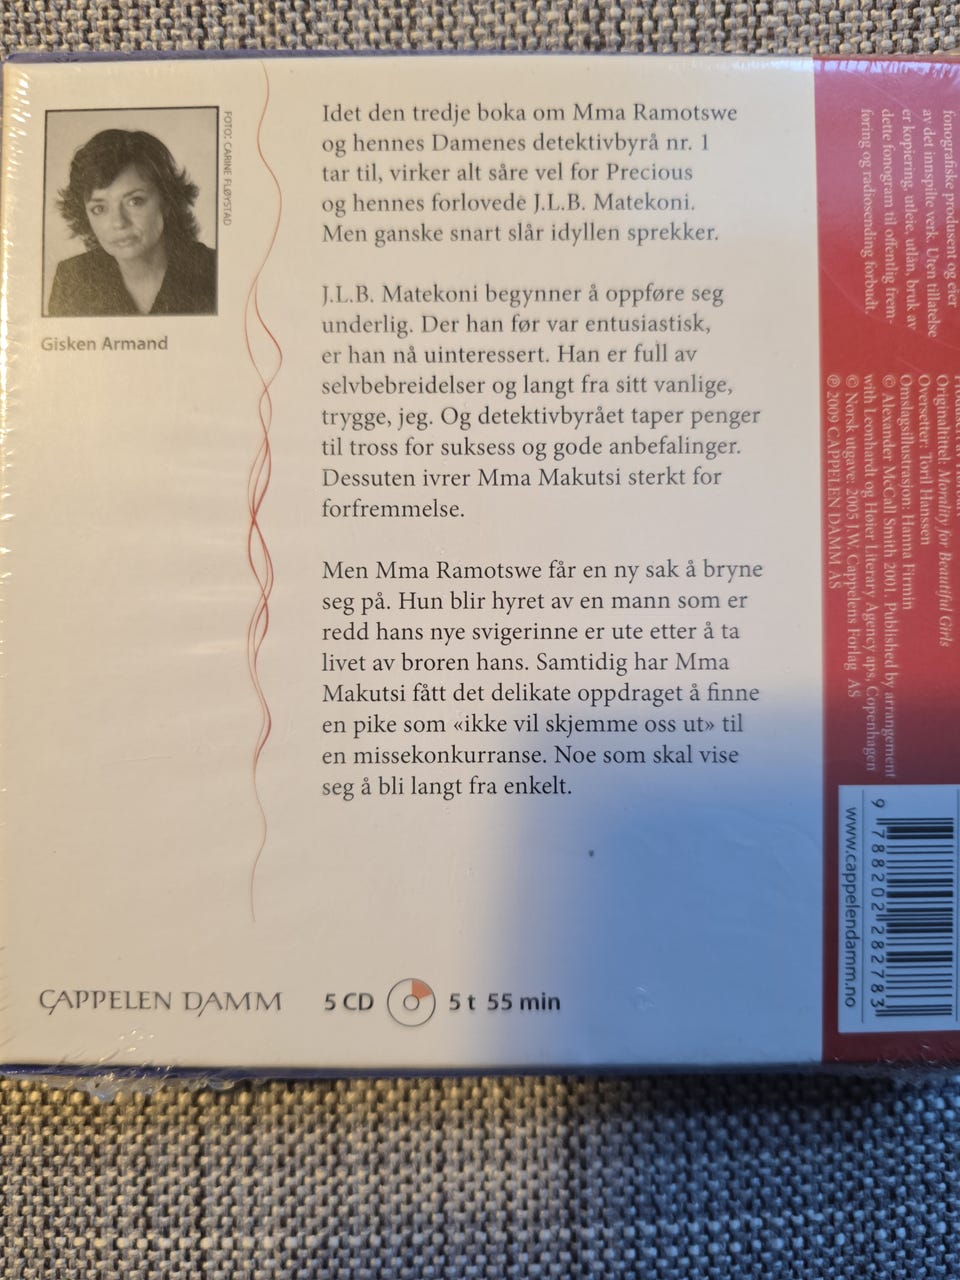 FOTO: CARINE FLØYSTAD
Gisken Armand
Idet den tredje boka om Mma Ramotswe
og hennes Damenes detektivbyrå nr. 1
tar til, virker alt såre vel for Precious
og hennes forlovede J.L.B. Matekoni.
Men ganske snart slår idyllen sprekker.
J.L.B. Matekoni begynner å oppføre seg
underlig. Der han før var entusiastisk,
er han nå uinteressert. Han er full av
selvbebreidelser og langt fra sitt vanlige,
trygge, jeg. Og detektivbyrået taper penger
til tross for suksess og gode anbefalinger.
Dessuten ivrer Mma Makutsi sterkt for
forfremmelse.
Men Mma Ramotswe får en ny sak å bryne
seg på. Hun blir hyret av en mann som er
redd hans nye svigerinne er ute etter å ta
livet av broren hans. Samtidig har Mma
Makutsi fått det delikate oppdraget å finne
en pike som «ikke vil skjemme oss ut» til
en missekonkurranse. Noe som skal vise
seg å bli langt fra enkelt.
CAPPELEN DAMM
5 CD 5 t 55 min
fonografiske produsent og eier
av det innspilte verk. Uten tillatelse
er kopiering, utleie, utlån, bruk av
dette fonogram til offentlig frem-
føring og radiosending forbudt.
Originaltittel: Morality for Beautiful Girls
Oversetter: Toril Hanssen
Omslagsillustrasjon: Hanna Firmin
© Alexander McCall Smith 2001. Published by arrangement
with Leonhardt og Høier Literary Agency aps, Copenhagen
© Norsk utgave: 2005 J.W. Cappelens Forlag AS
℗ 2009 CAPPELEN DAMM AS
9 788202 282783
www.cappelendamm.no